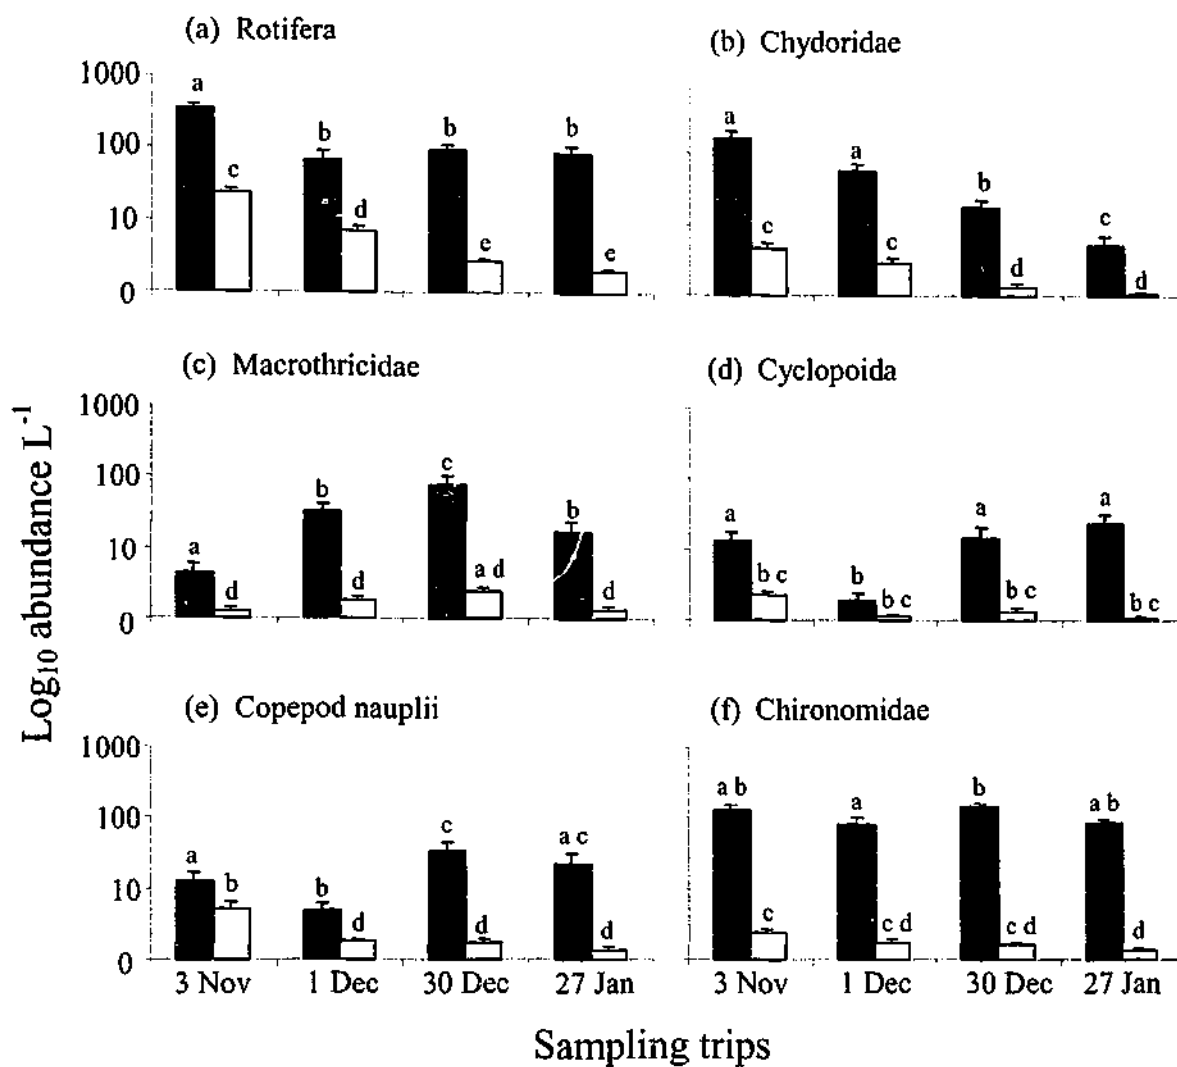 (a) Rotifera
(b) Chydoridae
1000
100
10
0
a
c
b
d
b
e
b
e
a
c
a
c
b
d
c
d
(c) Macrothricidae
(d) Cyclopoida
1000
100
10
0
a
d
b
d
c
a d
b
d
a
b c
b
b c
a
b c
a
b c
(e) Copepod nauplii
(f) Chironomidae
1000
100
10
0
a
b
b
d
c
d
a c
d
a b
c
a
c d
b
c d
a b
d
3 Nov
1 Dec
30 Dec
27 Jan
3 Nov
1 Dec
30 Dec
27 Jan
Log10 abundance L-1
Sampling trips